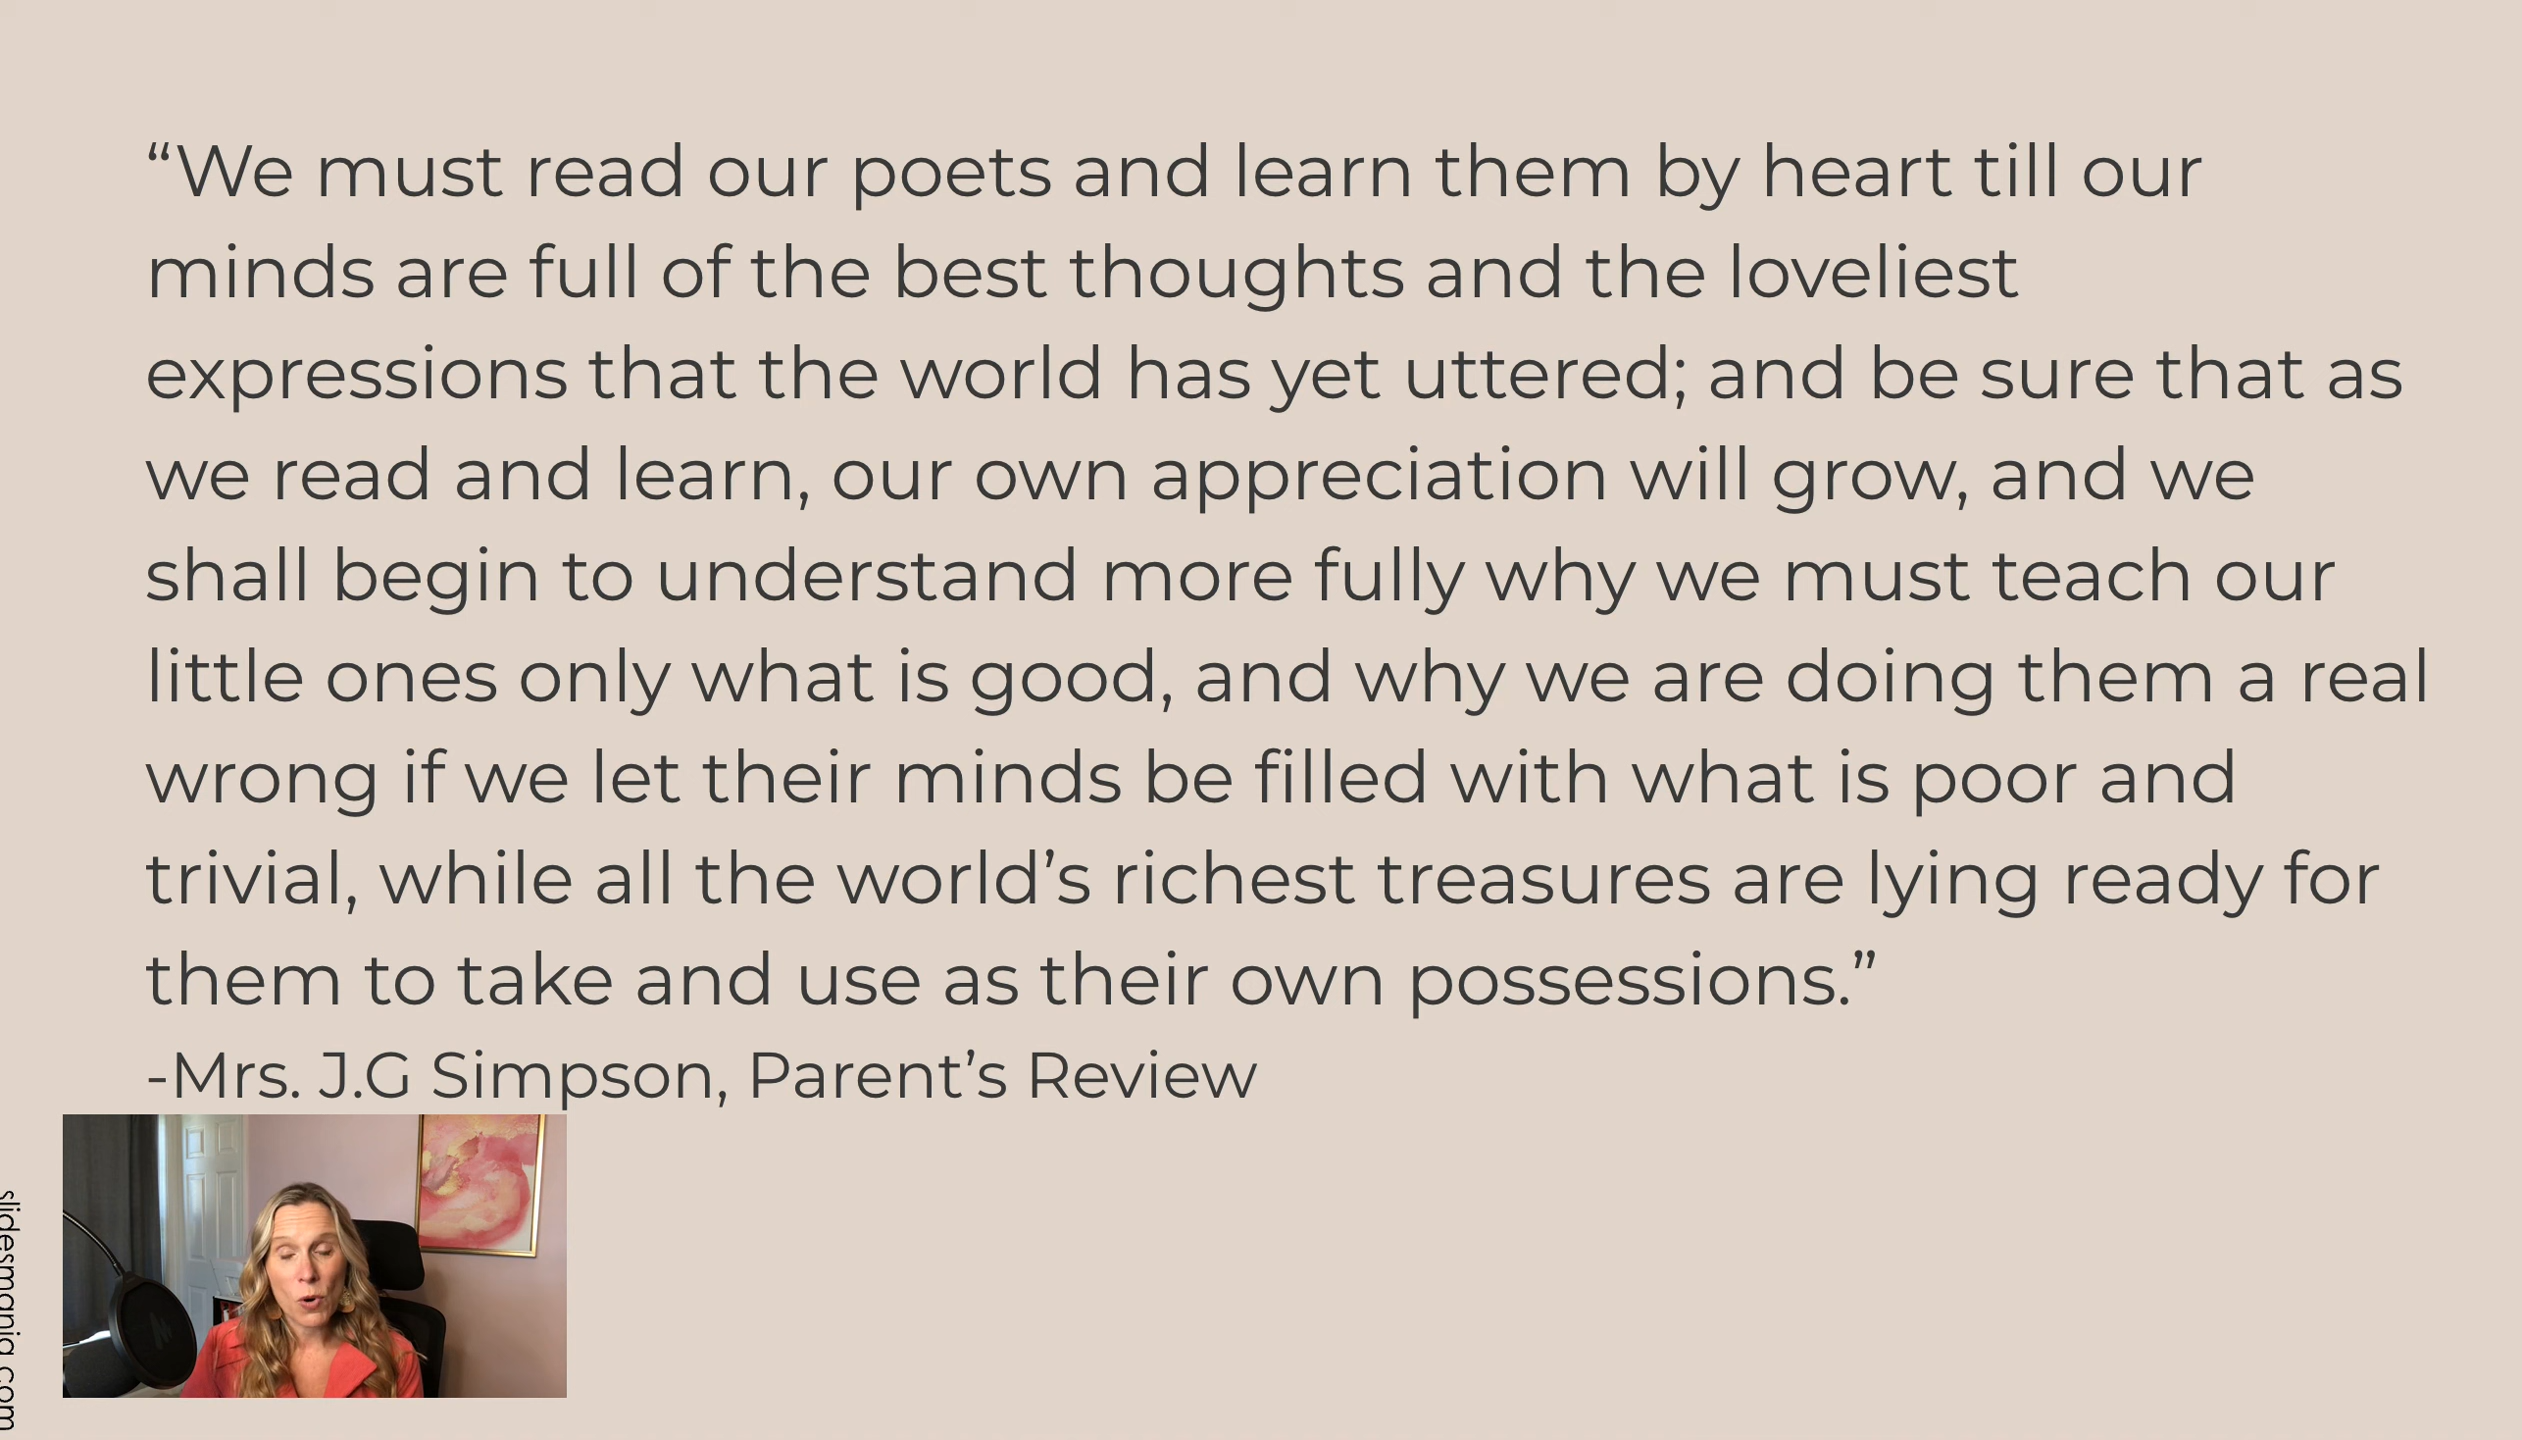 “We must read our poets and learn them by heart till our
minds are full of the best thoughts and the loveliest
expressions that the world has yet uttered; and be sure that as
we read and learn, our own appreciation will grow, and we
shall begin to understand more fully why we must teach our
little ones only what is good, and why we are doing them a real
wrong if we let their minds be filled with what is poor and
trivial, while all the world’s richest treasures are lying ready for
them to take and use as their own possessions.”
-Mrs. J.G Simpson, Parent’s Review
slidesmania.com